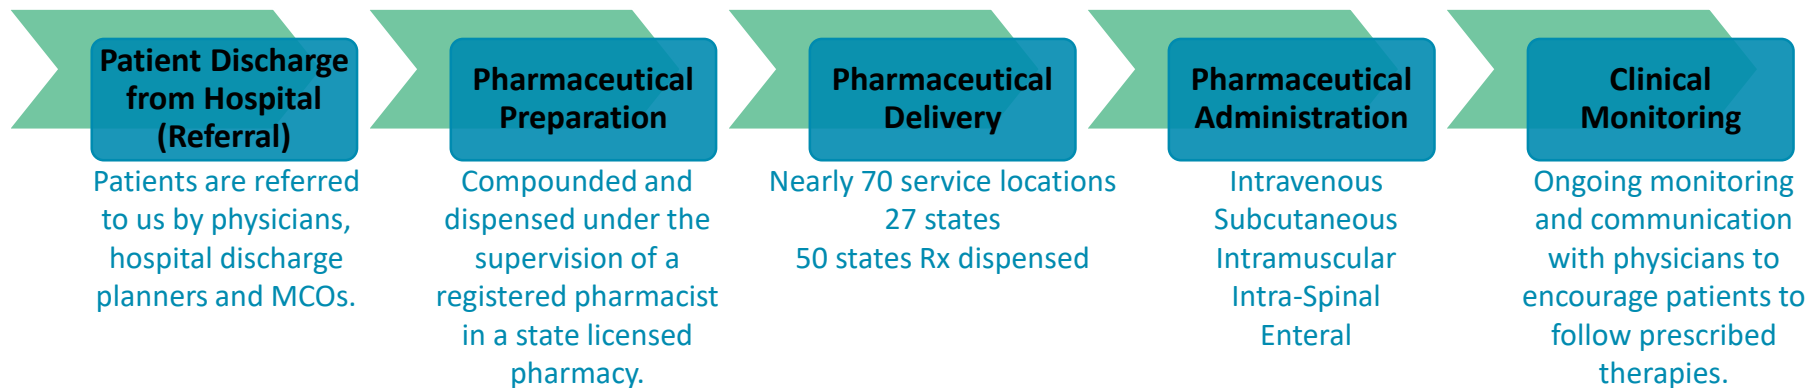 Patient Discharge
from Hospital
(Referral)
Patients are referred
to us by physicians,
hospital discharge
planners and MCOs.
Pharmaceutical
Preparation
Compounded and
dispensed under the
supervision of a
registered pharmacist
in a state licensed
pharmacy.
Pharmaceutical
Delivery
Nearly 70 service locations
27 states
50 states Rx dispensed
Pharmaceutical
Administration
Intravenous
Subcutaneous
Intramuscular
Intra-Spinal
Enteral
Clinical
Monitoring
Ongoing monitoring
and communication
with physicians to
encourage patients to
follow prescribed
therapies.